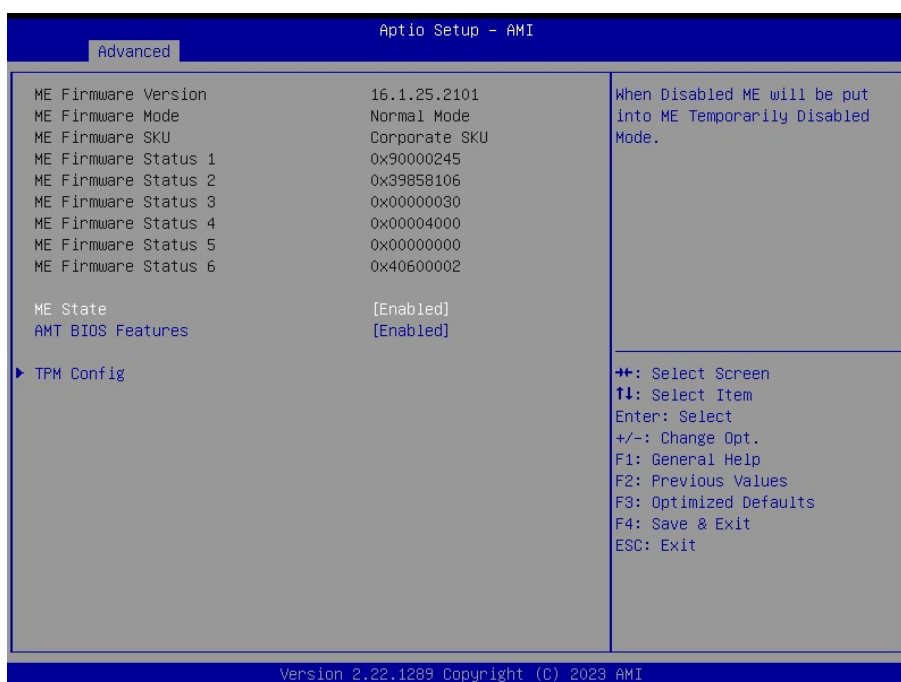 Aptio Setup – AMI
Advanced
ME Firmware Version 16.1.25.2101
ME Firmware Mode Normal Mode
ME Firmware SKU Corporate SKU
ME Firmware Status 1 0x90000245
ME Firmware Status 2 0x39858106
ME Firmware Status 3 0x00000030
ME Firmware Status 4 0x00004000
ME Firmware Status 5 0x00000000
ME Firmware Status 6 0x40600002
ME State [Enabled]
AMT BIOS Features [Enabled]
▶ TPM Config
When Disabled ME will be put
into ME Temporarily Disabled
Mode.
→←: Select Screen
↑↓: Select Item
Enter: Select
+/-: Change Opt.
F1: General Help
F2: Previous Values
F3: Optimized Defaults
F4: Save & Exit
ESC: Exit
Version 2.22.1289 Copyright (C) 2023 AMI